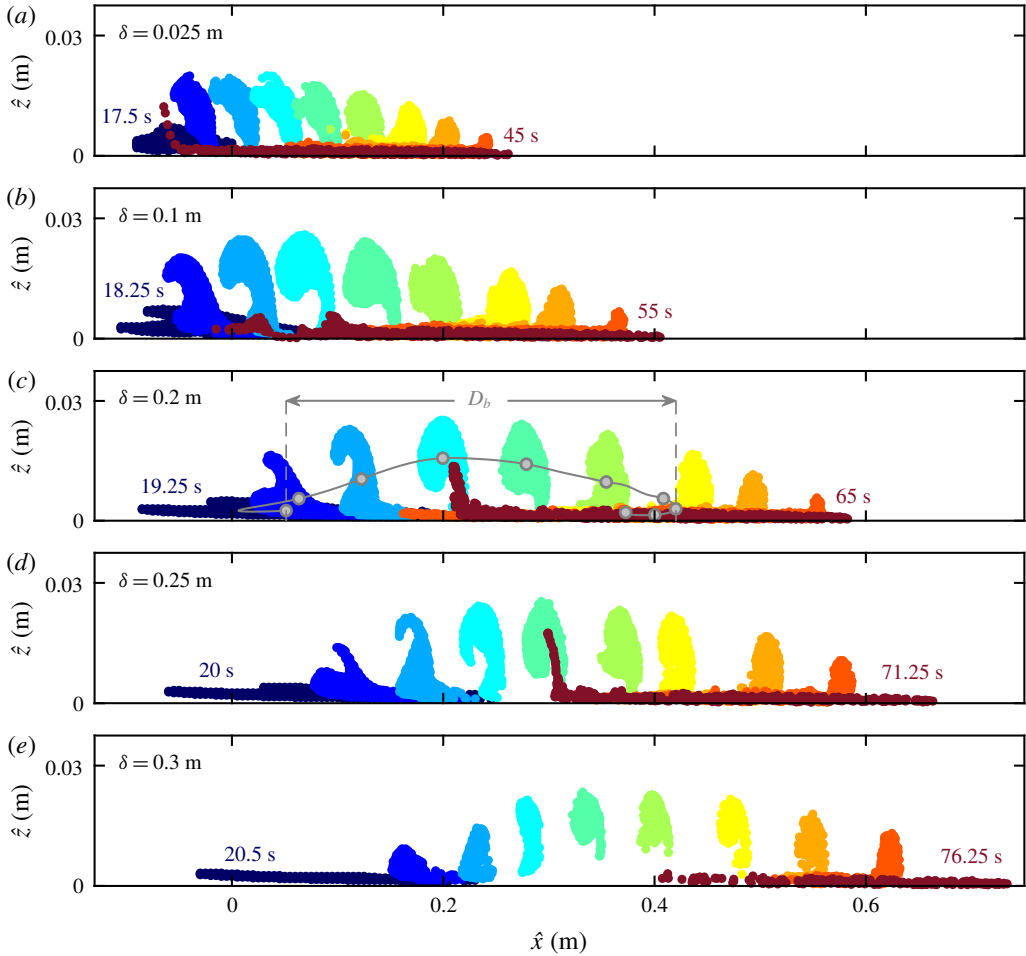 (a)
δ = 0.025 m
0.03
ẑ (m)
0
17.5 s
45 s
(b)
δ = 0.1 m
0.03
ẑ (m)
0
18.25 s
55 s
(c)
δ = 0.2 m
D_b
0.03
ẑ (m)
0
19.25 s
65 s
(d)
δ = 0.25 m
0.03
ẑ (m)
0
20 s
71.25 s
(e)
δ = 0.3 m
0.03
ẑ (m)
0
20.5 s
76.25 s
0 0.2 0.4 0.6
x̂ (m)